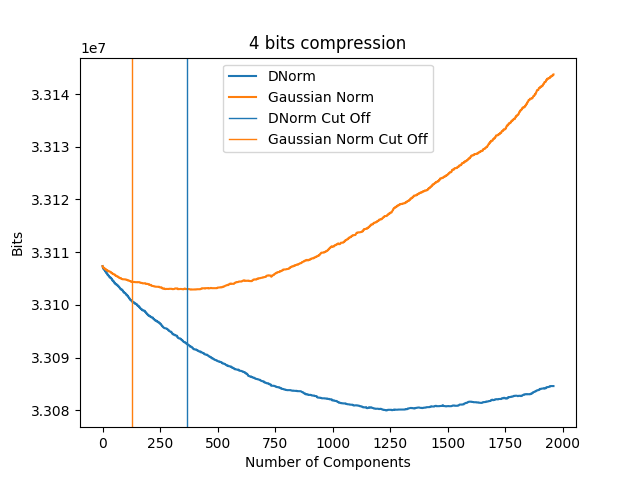 4 bits compression
1e7
DNorm
Gaussian Norm
DNorm Cut Off
Gaussian Norm Cut Off
3.314
3.313
3.312
3.311
3.310
3.309
3.308
Bits
0 250 500 750 1000 1250 1500 1750 2000
Number of Components